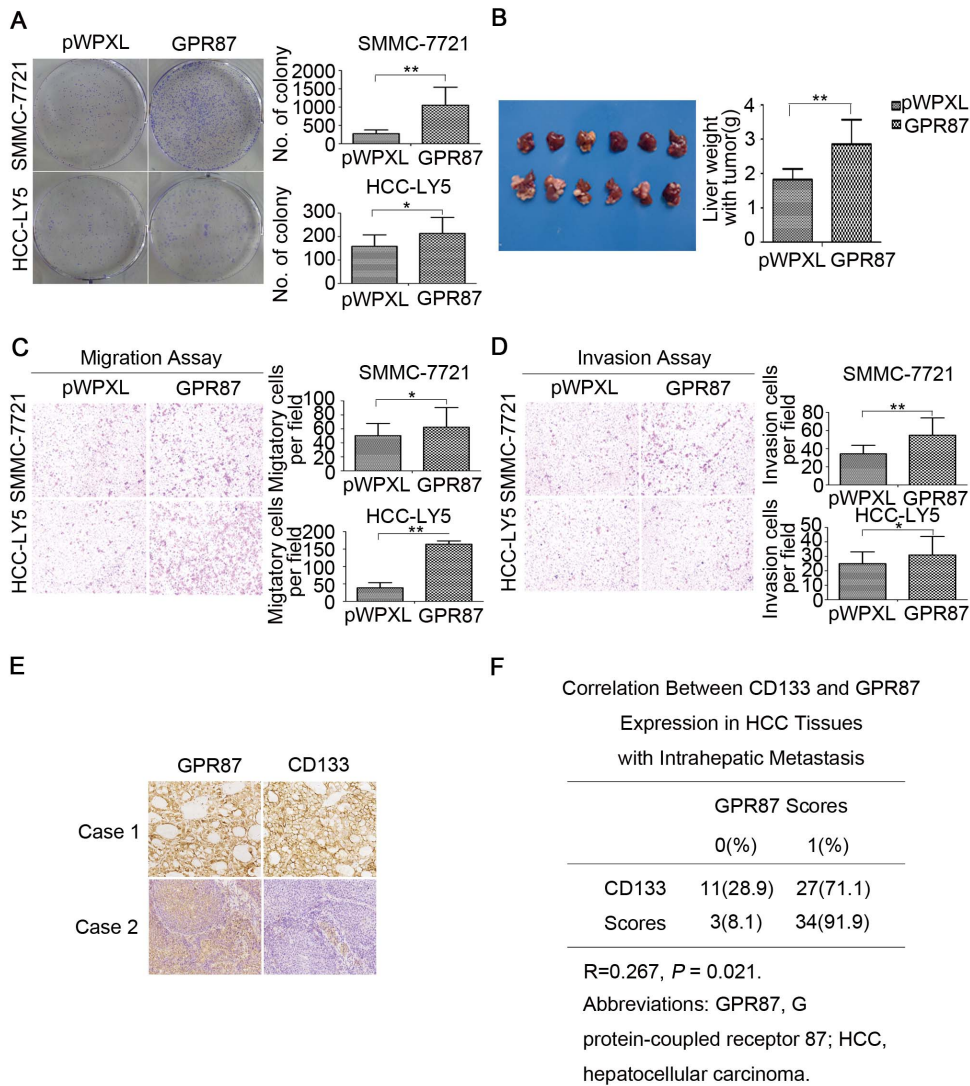 A
pWPXL GPR87
SMMC-7721
HCC-LY5
SMMC-7721
No. of colony
2000
1500
1000
500
0
**
pWPXL GPR87
HCC-LY5
No. of colony
300
200
100
0
*
pWPXL GPR87
B
Liver weight
with tumor(g)
6
4
2
0
**
pWPXL GPR87
pWPXL
GPR87
C
Migration Assay
pWPXL GPR87
HCC-LY5 SMMC-7721
SMMC-7721
Migtatory cells
per field
100
80
60
40
20
0
*
pWPXL GPR87
HCC-LY5
Migtatory cells
per field
200
150
100
50
0
**
pWPXL GPR87
D
Invasion Assay
pWPXL GPR87
HCC-LY5 SMMC-7721
SMMC-7721
Invasion cells
per field
80
60
40
20
0
**
pWPXL GPR87
HCC-LY5
Invasion cells
per field
50
40
30
20
10
0
*
pWPXL GPR87
E
GPR87 CD133
Case 1
Case 2
F
Correlation Between CD133 and GPR87
Expression in HCC Tissues
with Intrahepatic Metastasis
GPR87 Scores
0(%) 1(%)
CD133 11(28.9) 27(71.1)
Scores 3(8.1) 34(91.9)
R=0.267, P = 0.021.
Abbreviations: GPR87, G
protein-coupled receptor 87; HCC,
hepatocellular carcinoma.